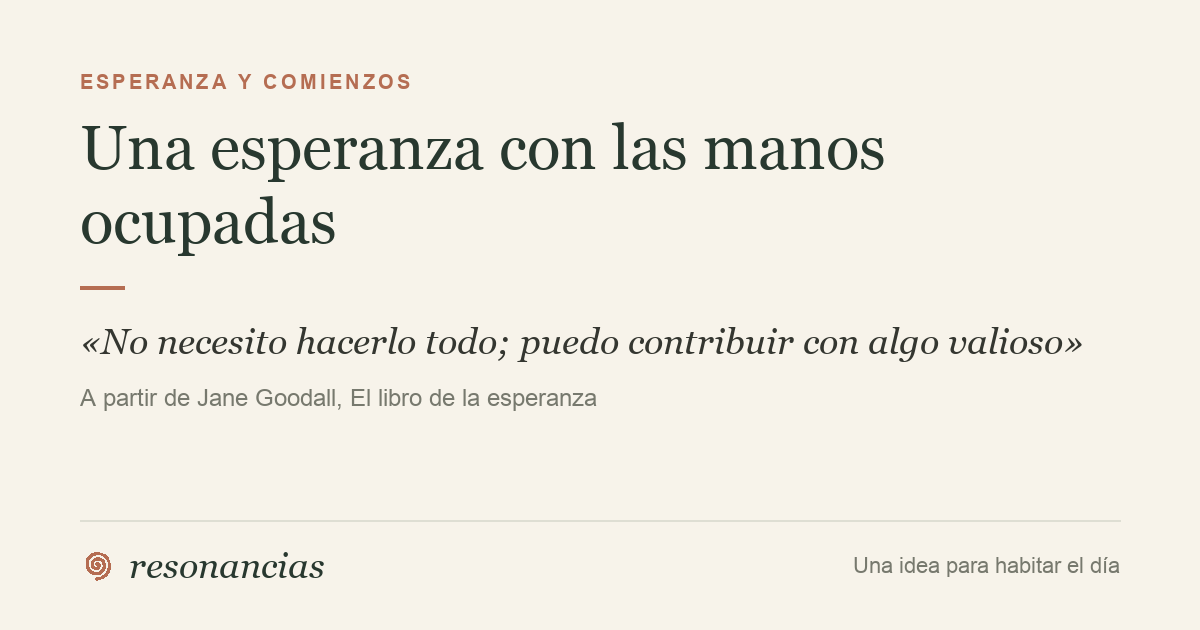 ESPERANZA Y COMIENZOS
Una esperanza con las manos
ocupadas
«No necesito hacerlo todo; puedo contribuir con algo valioso»
A partir de Jane Goodall, El libro de la esperanza
resonancias
Una idea para habitar el día